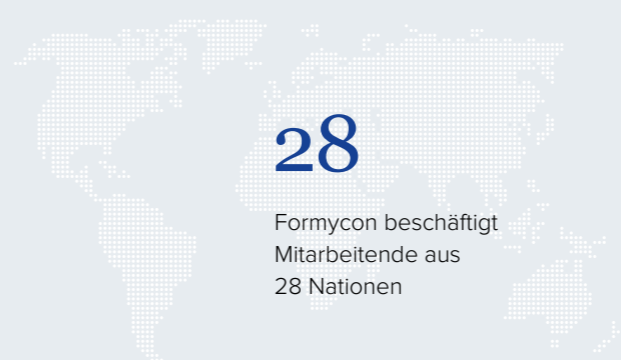 28
Formycon beschäftigt
Mitarbeitende aus
28 Nationen